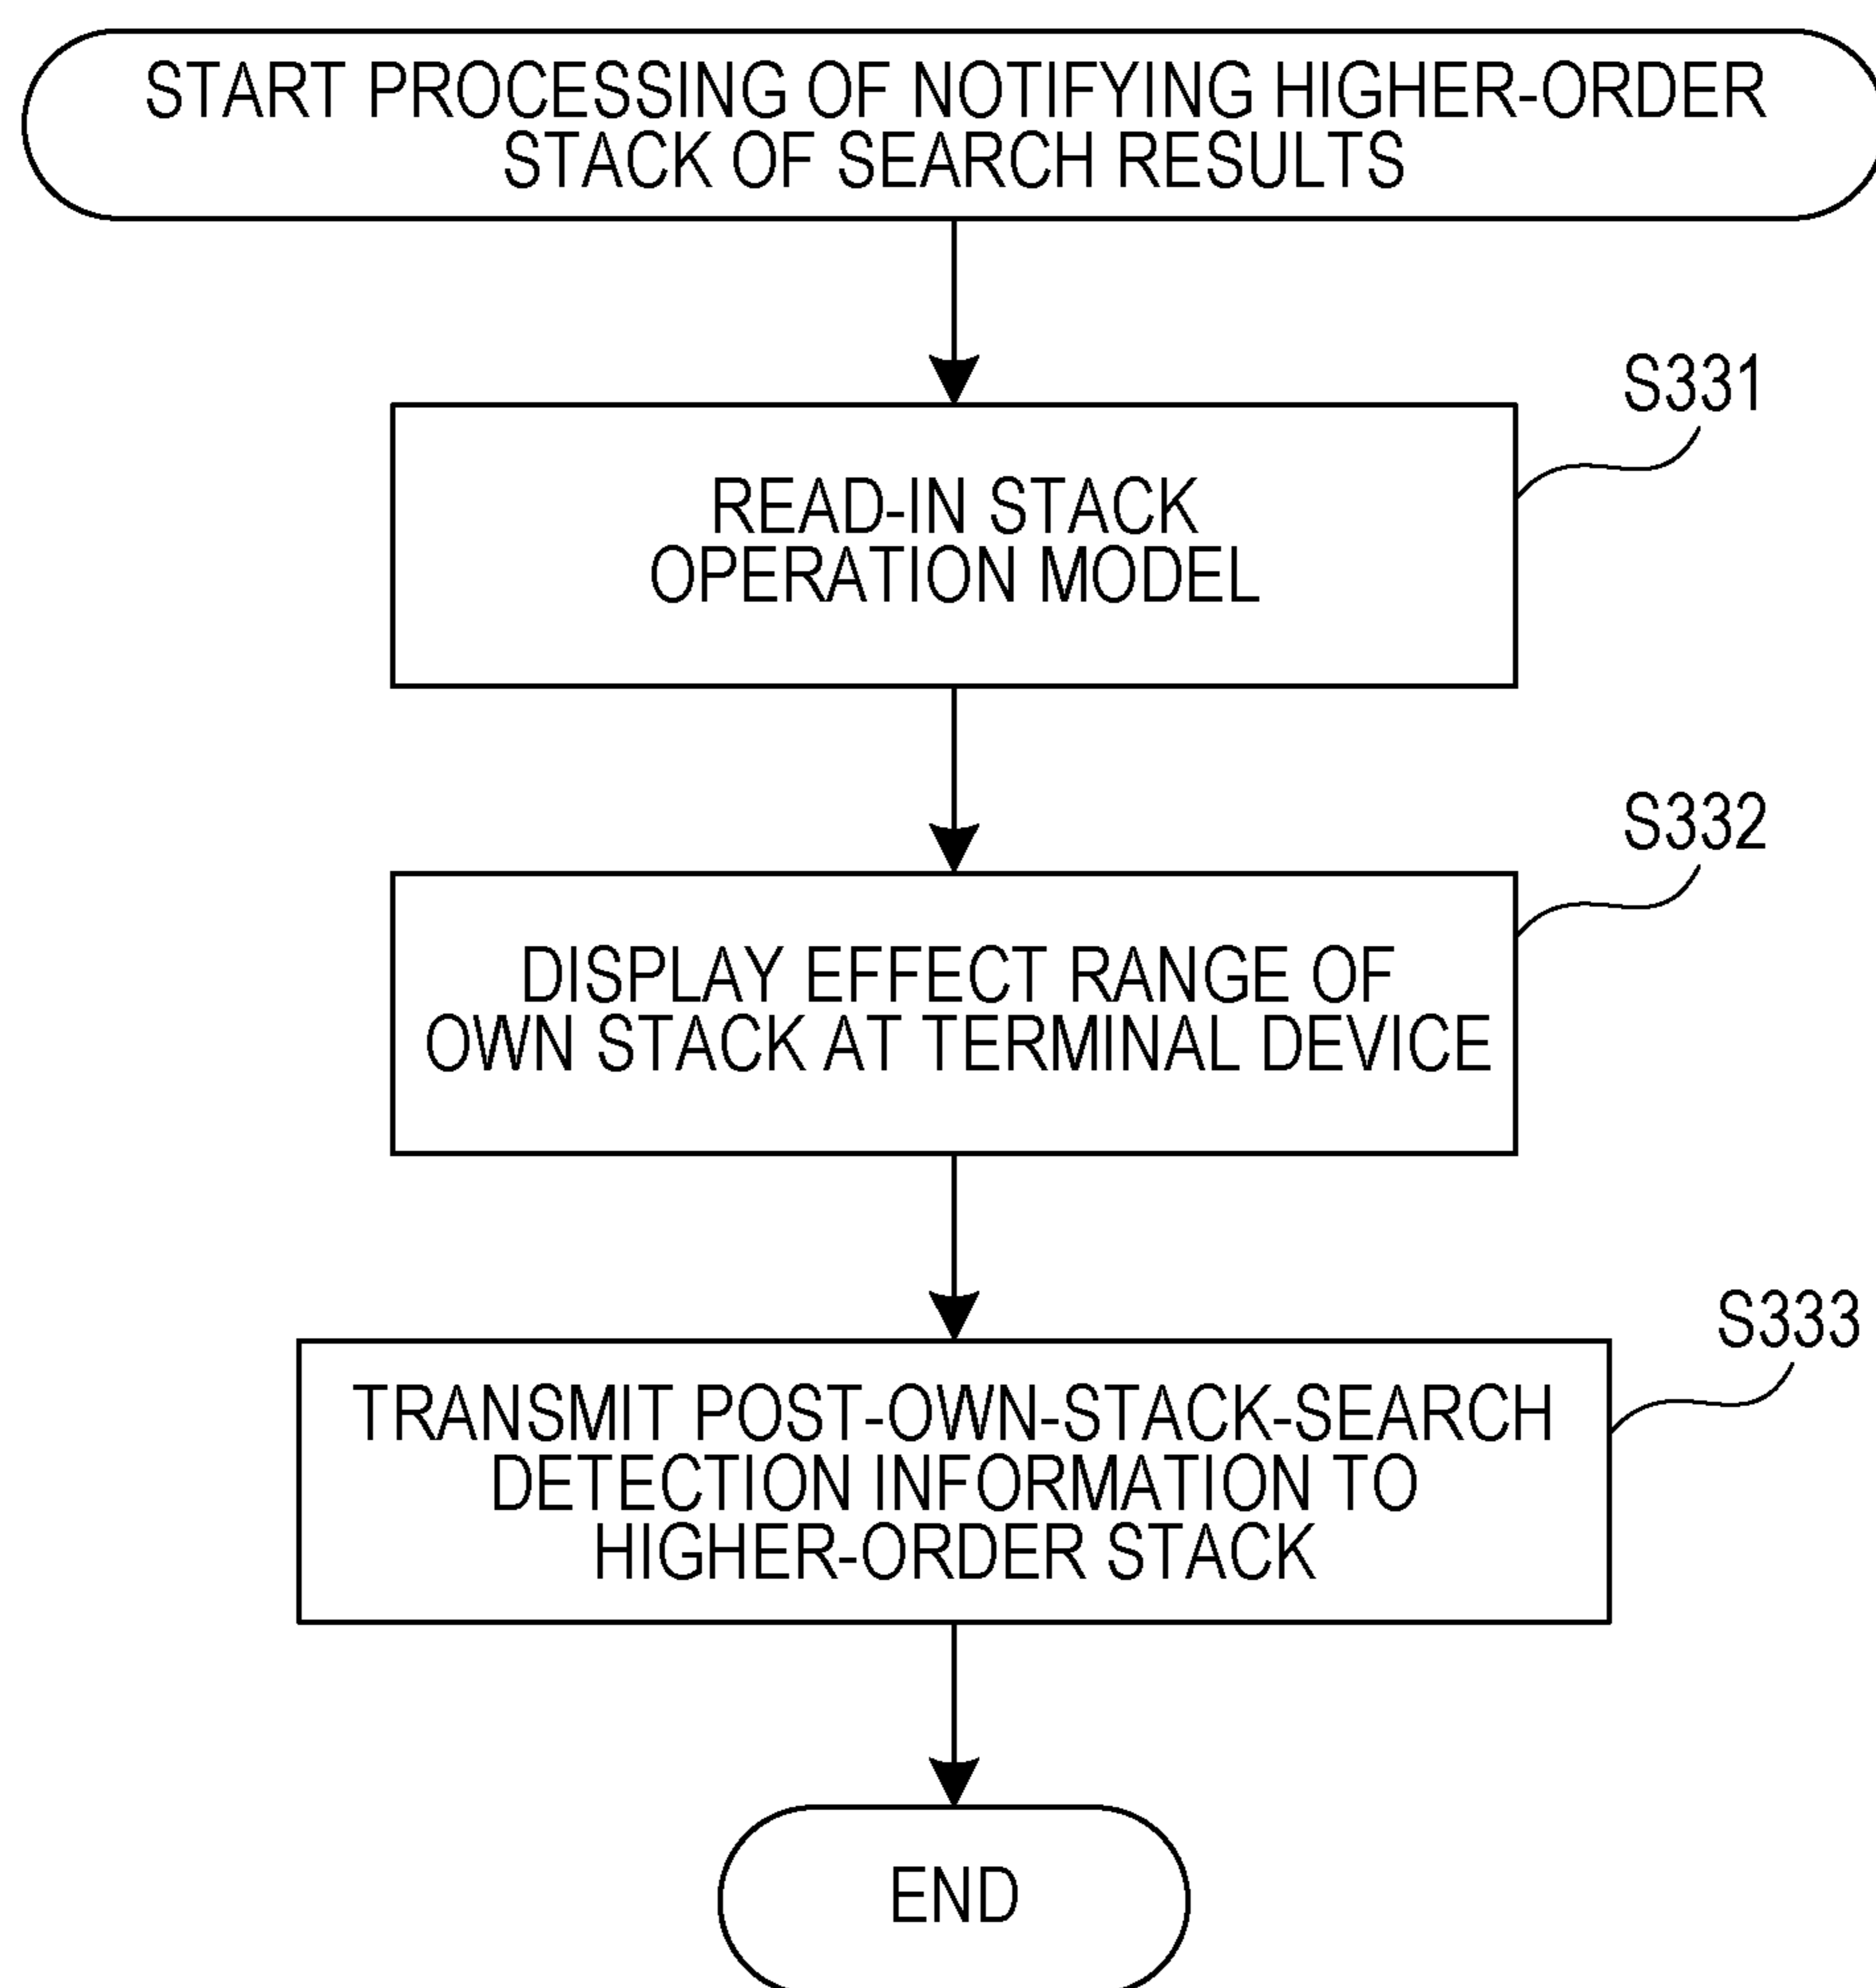 START PROCESSING OF NOTIFYING HIGHER-ORDER
STACK OF SEARCH RESULTS
S331
READ-IN STACK
OPERATION MODEL
S332
DISPLAY EFFECT RANGE OF
OWN STACK AT TERMINAL DEVICE
S333
TRANSMIT POST-OWN-STACK-SEARCH
DETECTION INFORMATION TO
HIGHER-ORDER STACK
END